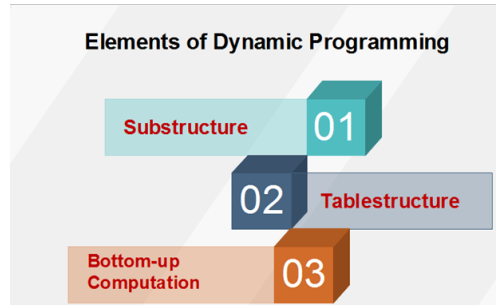 Elements of Dynamic Programming
Substructure 01
02 Tablestructure
Bottom-up
Computation 03